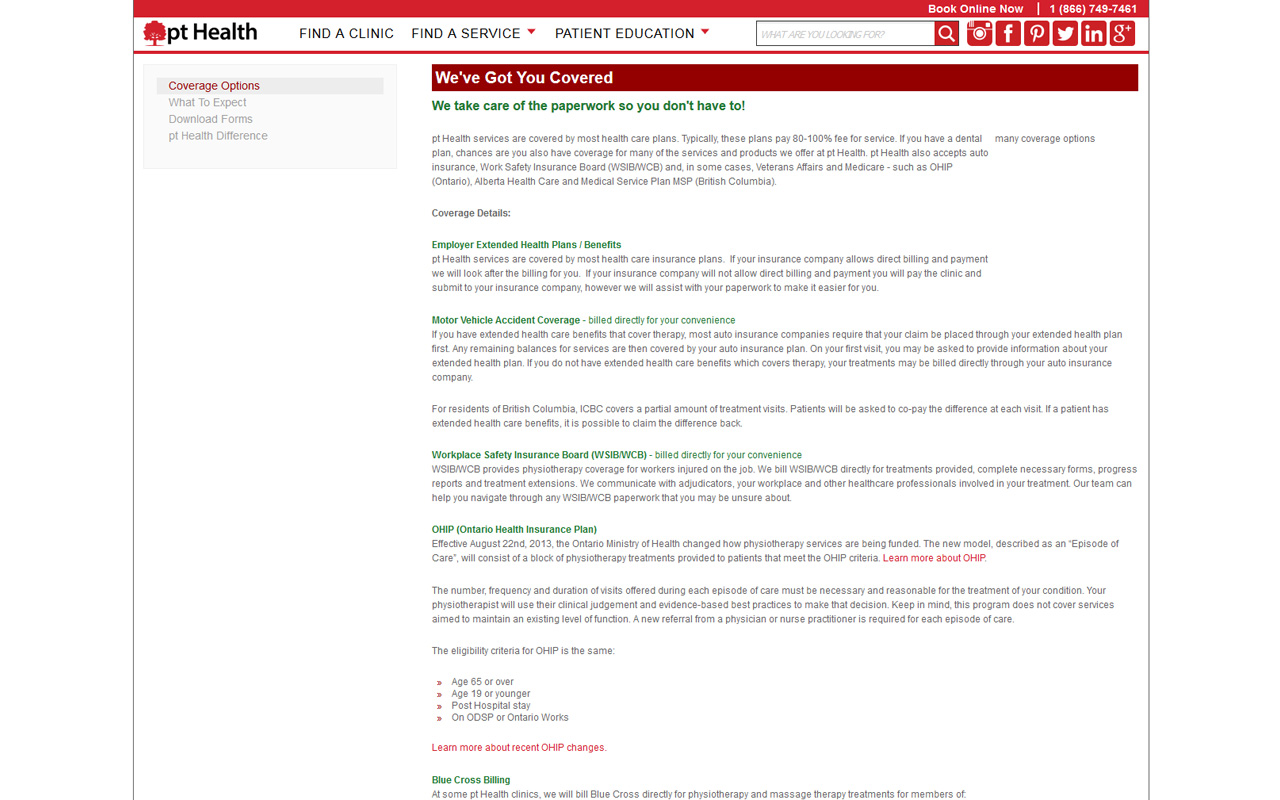 Book Online Now | 1 (866) 749-7461
pt Health
FIND A CLINIC FIND A SERVICE PATIENT EDUCATION
WHAT ARE YOU LOOKING FOR?
Coverage Options
What To Expect
Download Forms
pt Health Difference
We've Got You Covered
We take care of the paperwork so you don't have to!
pt Health services are covered by most health care plans. Typically, these plans pay 80-100% fee for service. If you have a dental
plan, chances are you also have coverage for many of the services and products we offer at pt Health. pt Health also accepts auto
insurance, Work Safety Insurance Board (WSIB/WCB) and, in some cases, Veterans Affairs and Medicare - such as OHIP
(Ontario), Alberta Health Care and Medical Service Plan MSP (British Columbia).
many coverage options
Coverage Details:
Employer Extended Health Plans / Benefits
pt Health services are covered by most health care insurance plans.  If your insurance company allows direct billing and payment
we will look after the billing for you.  If your insurance company will not allow direct billing and payment you will pay the clinic and
submit to your insurance company, however we will assist with your paperwork to make it easier for you.
Motor Vehicle Accident Coverage - billed directly for your convenience
If you have extended health care benefits that cover therapy, most auto insurance companies require that your claim be placed through your extended health plan
first. Any remaining balances for services are then covered by your auto insurance plan. On your first visit, you may be asked to provide information about your
extended health plan. If you do not have extended health care benefits which covers therapy, your treatments may be billed directly through your auto insurance
company.
For residents of British Columbia, ICBC covers a partial amount of treatment visits. Patients will be asked to co-pay the difference at each visit. If a patient has
extended health care benefits, it is possible to claim the difference back.
Workplace Safety Insurance Board (WSIB/WCB) - billed directly for your convenience
WSIB/WCB provides physiotherapy coverage for workers injured on the job. We bill WSIB/WCB directly for treatments provided, complete necessary forms, progress
reports and treatment extensions. We communicate with adjudicators, your workplace and other healthcare professionals involved in your treatment. Our team can
help you navigate through any WSIB/WCB paperwork that you may be unsure about.
OHIP (Ontario Health Insurance Plan)
Effective August 22nd, 2013, the Ontario Ministry of Health changed how physiotherapy services are being funded. The new model, described as an “Episode of
Care”, will consist of a block of physiotherapy treatments provided to patients that meet the OHIP criteria. Learn more about OHIP.
The number, frequency and duration of visits offered during each episode of care must be necessary and reasonable for the treatment of your condition. Your
physiotherapist will use their clinical judgement and evidence-based best practices to make that decision. Keep in mind, this program does not cover services
aimed to maintain an existing level of function. A new referral from a physician or nurse practitioner is required for each episode of care.
The eligibility criteria for OHIP is the same:
» Age 65 or over
» Age 19 or younger
» Post Hospital stay
» On ODSP or Ontario Works
Learn more about recent OHIP changes.
Blue Cross Billing
At some pt Health clinics, we will bill Blue Cross directly for physiotherapy and massage therapy treatments for members of: